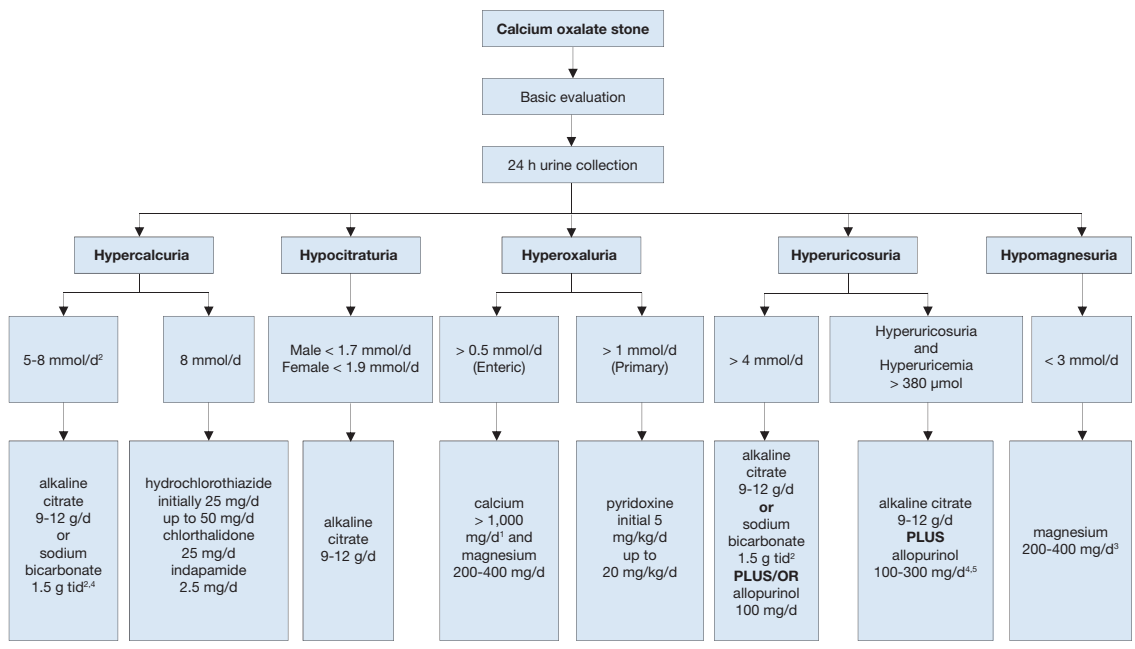 Calcium oxalate stone
Basic evaluation
24 h urine collection
Hypercalcuria
Hypocitraturia
Hyperoxaluria
Hyperuricosuria
Hypomagnesuria
5-8 mmol/d²
8 mmol/d
Male < 1.7 mmol/d
Female < 1.9 mmol/d
> 0.5 mmol/d
(Enteric)
> 1 mmol/d
(Primary)
> 4 mmol/d
Hyperuricosuria
and
Hyperuricemia
> 380 µmol
< 3 mmol/d
alkaline
citrate
9-12 g/d
or
sodium
bicarbonate
1.5 g tid²,⁴
hydrochlorothiazide
initially 25 mg/d
up to 50 mg/d
chlorthalidone
25 mg/d
indapamide
2.5 mg/d
alkaline
citrate
9-12 g/d
calcium
> 1,000
mg/d¹ and
magnesium
200-400 mg/d
pyridoxine
initial 5
mg/kg/d
up to
20 mg/kg/d
alkaline
citrate
9-12 g/d
or
sodium
bicarbonate
1.5 g tid²
PLUS/OR
allopurinol
100 mg/d
alkaline citrate
9-12 g/d
PLUS
allopurinol
100-300 mg/d⁴,⁵
magnesium
200-400 mg/d³